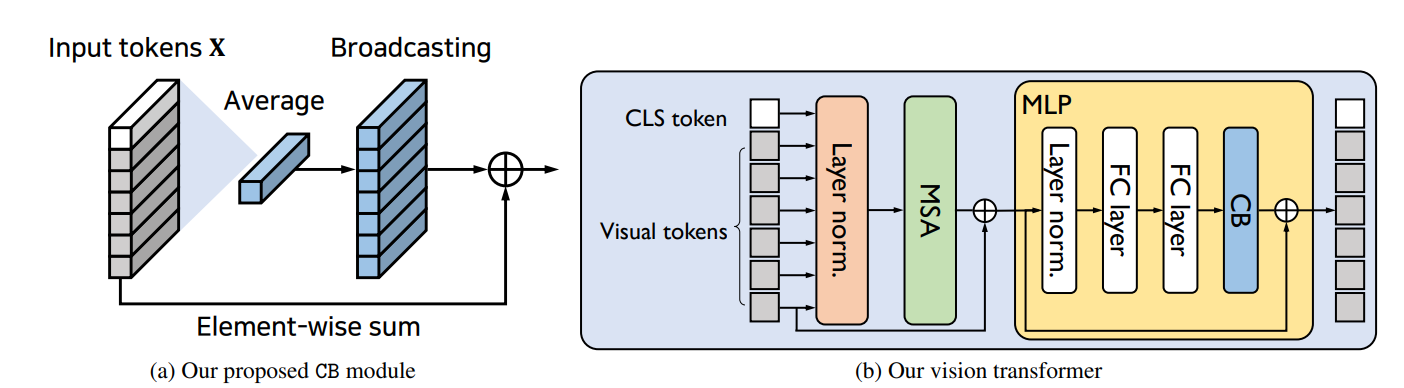 Input tokens X
Broadcasting
Average
Element-wise sum
(a) Our proposed CB module
CLS token
Visual tokens
Layer norm.
MSA
MLP
Layer norm.
FC layer
FC layer
CB
(b) Our vision transformer